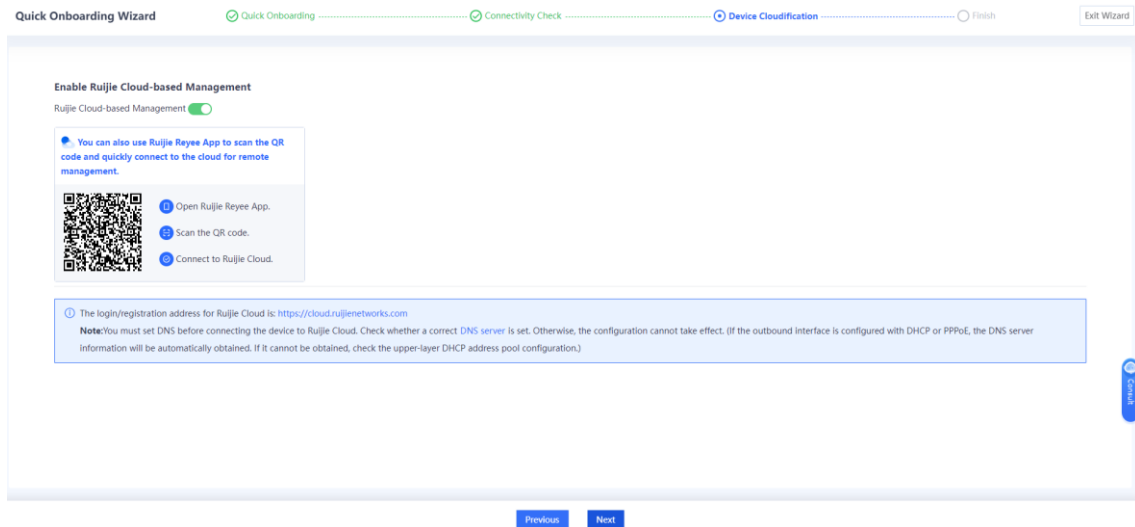 Quick Onboarding Wizard
Quick Onboarding
Connectivity Check
Device Cloudification
Finish
Exit Wizard
Enable Ruijie Cloud-based Management
Ruijie Cloud-based Management
You can also use Ruijie Reyee App to scan the QR
code and quickly connect to the cloud for remote
management.
Open Ruijie Reyee App.
Scan the QR code.
Connect to Ruijie Cloud.
The login/registration address for Ruijie Cloud is: https://cloud.ruijienetworks.com
Note:You must set DNS before connecting the device to Ruijie Cloud. Check whether a correct DNS server is set. Otherwise, the configuration cannot take effect. (If the outbound interface is configured with DHCP or PPPoE, the DNS server
information will be automatically obtained. If it cannot be obtained, check the upper-layer DHCP address pool configuration.)
Consult
Previous
Next